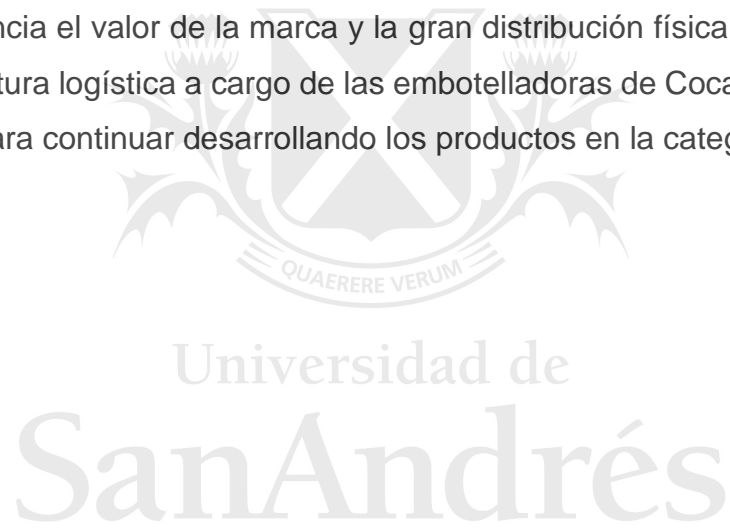 ncia el valor de la marca y la gran distribución física
tura logística a cargo de las embotelladoras de Coca
ara continuar desarrollando los productos en la categ
QUAERERE VERUM
Universidad de
SanAndrés